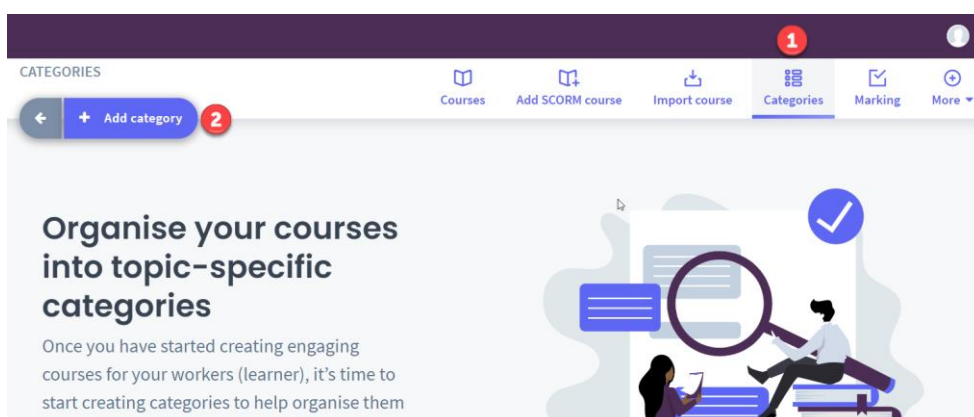 1
CATEGORIES
Courses
Add SCORM course
Import course
Categories
Marking
More
+ Add category
2
Organise your courses
into topic-specific
categories
Once you have started creating engaging
courses for your workers (learner), it's time to
start creating categories to help organise them